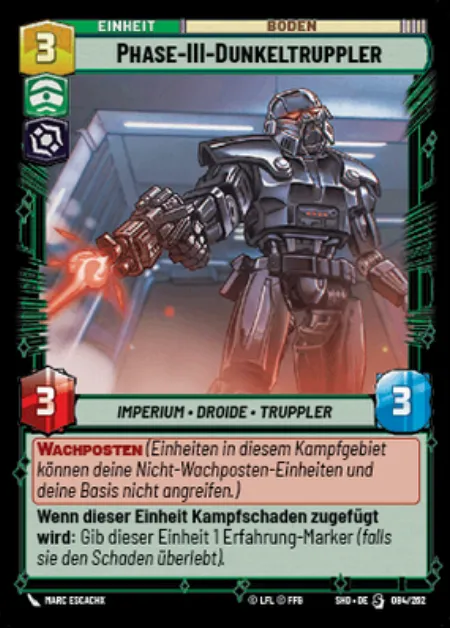 EINHEIT
BODEN
3
PHASE-III-DUNKELTRUPPLER
3
IMPERIUM • DROIDE • TRUPPLER
3
WACHPOSTEN (Einheiten in diesem Kampfgebiet
können deine Nicht-Wachposten-Einheiten und
deine Basis nicht angreifen.)
Wenn dieser Einheit Kampfschaden zugefügt
wird: Gib dieser Einheit 1 Erfahrung-Marker (falls
sie den Schaden überlebt).
MARC ESCACHX
© LFL © FFG
SHD • DE
084/262